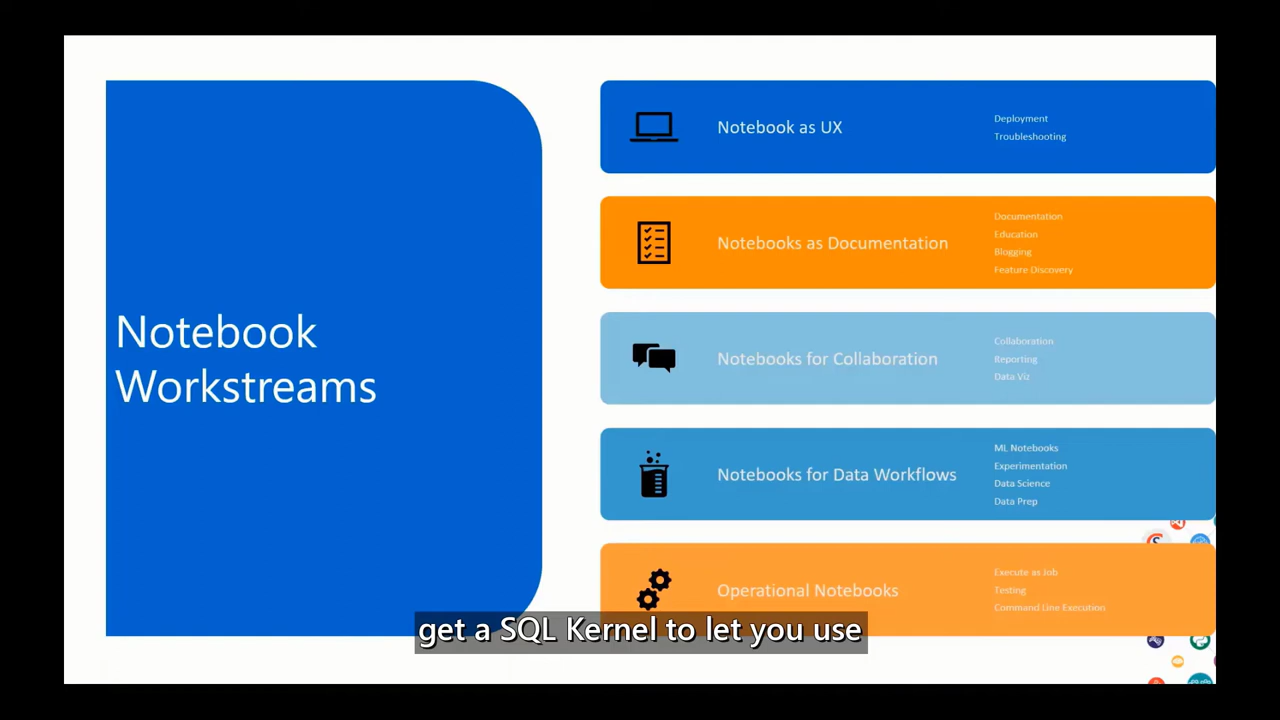 Notebook
Workstreams
Notebook as UX
Deployment
Troubleshooting
Notebooks as Documentation
Documentation
Education
Blogging
Feature Discovery
Notebooks for Collaboration
Collaboration
Reporting
Data Viz
Notebooks for Data Workflows
ML Notebooks
Experimentation
Data Science
Data Prep
Operational Notebooks
Execute as Job
Testing
Command Line Execution
get a SQL Kernel to let you use